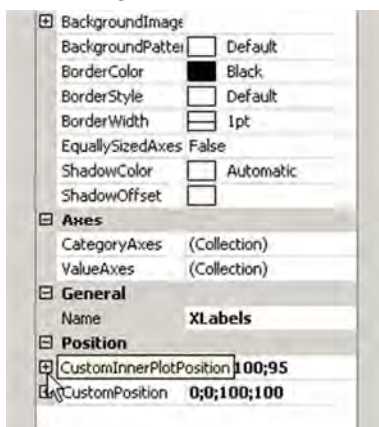 BackgroundImage
BackgroundPatter Default
BorderColor Black
BorderStyle Default
BorderWidth 1pt
EquallySizedAxes False
ShadowColor Automatic
ShadowOffset
Axes
CategoryAxes (Collection)
ValueAxes (Collection)
General
Name XLabels
Position
CustomInnerPlotPosition 100;95
CustomPosition 0;0;100;100